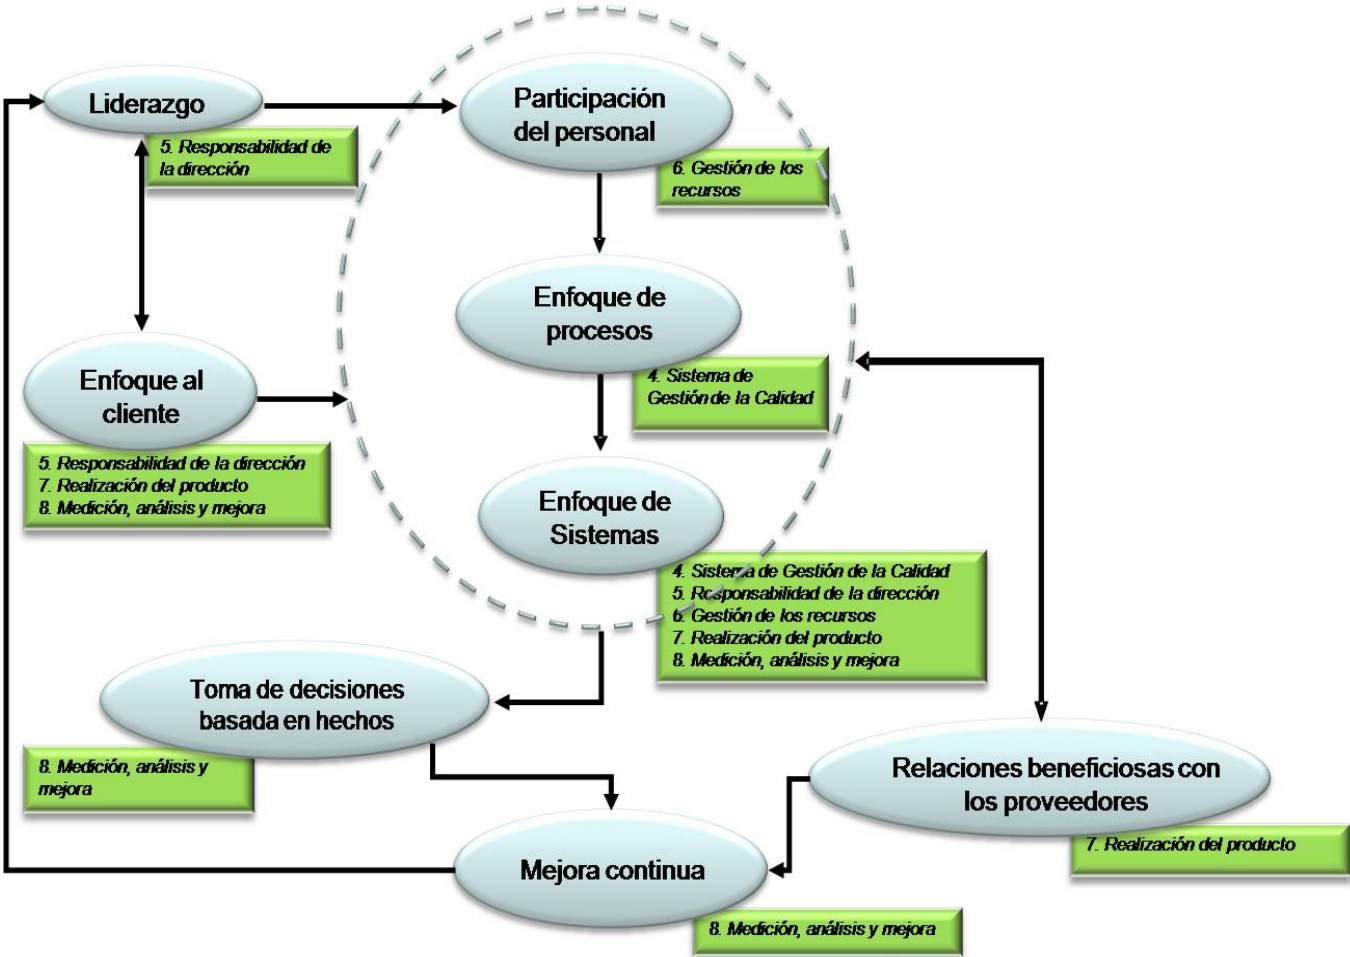 Liderazgo
5. Responsabilidad de
la dirección
Participación
del personal
6. Gestión de los
recursos
Enfoque de
procesos
4. Sistema de
Gestión de la Calidad
Enfoque al
cliente
5. Responsabilidad de la dirección
7. Realización del producto
8. Medición, análisis y mejora
Enfoque de
Sistemas
4. Sistema de Gestión de la Calidad
5. Responsabilidad de la dirección
6. Gestión de los recursos
7. Realización del producto
8. Medición, análisis y mejora
Toma de decisiones
basada en hechos
8. Medición, análisis y
mejora
Relaciones beneficiosas con
los proveedores
7. Realización del producto
Mejora continua
8. Medición, análisis y mejora